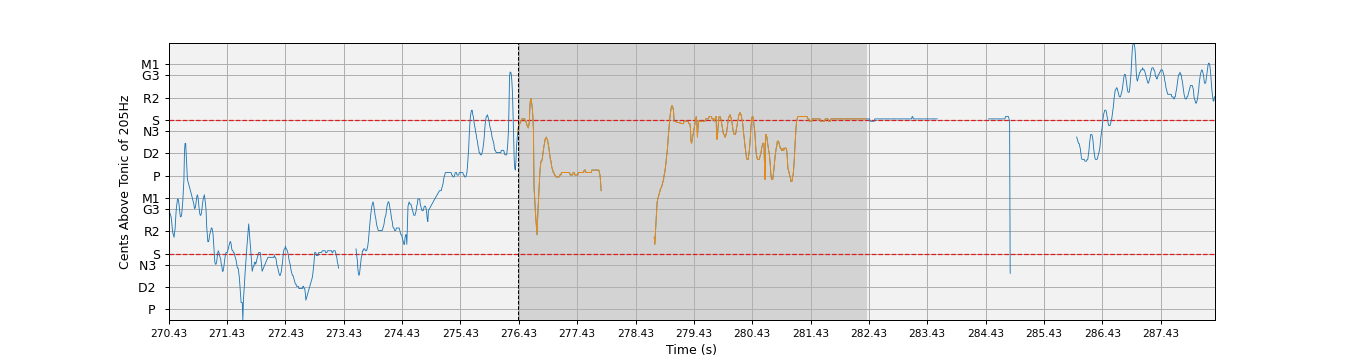 Cents Above Tonic of 205Hz
M1
G3
R2
S
N3
D2
P
M1
G3
R2
S
N3
D2
P
270.43 271.43 272.43 273.43 274.43 275.43 276.43 277.43 278.43 279.43 280.43 281.43 282.43 283.43 284.43 285.43 286.43 287.43
Time (s)